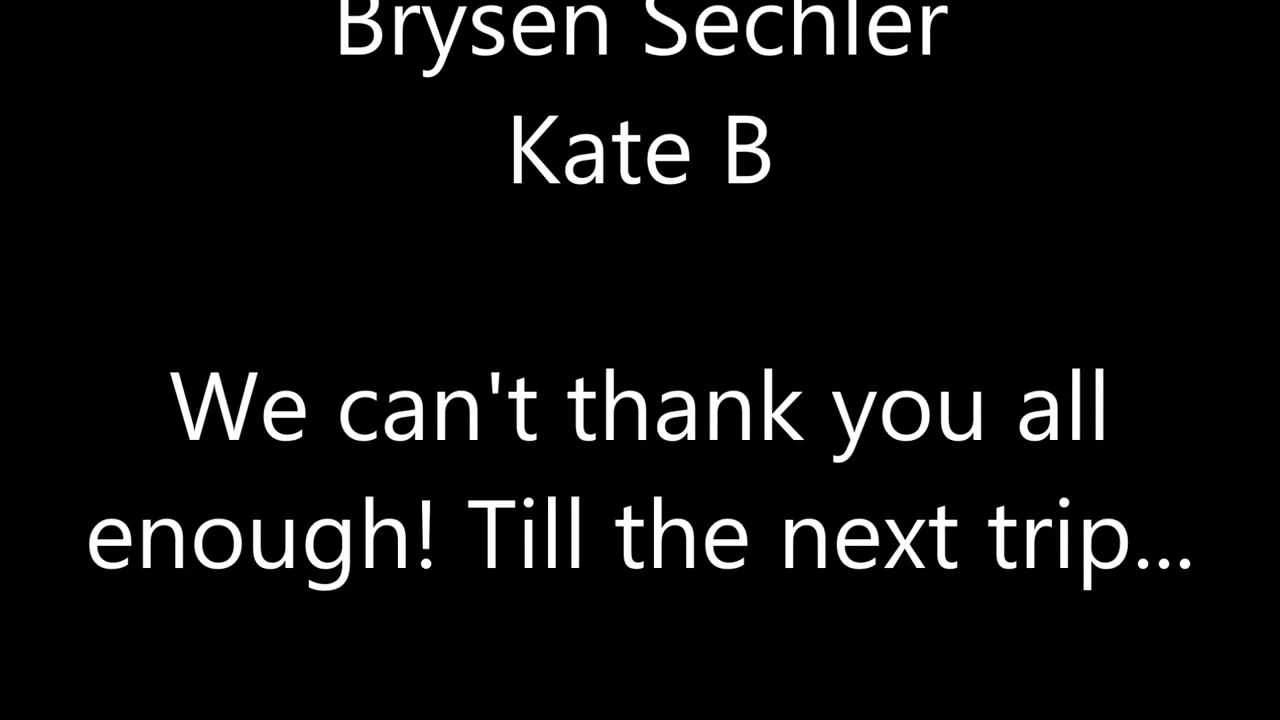 Brysen Sechler
Kate B
We can't thank you all
enough! Till the next trip...